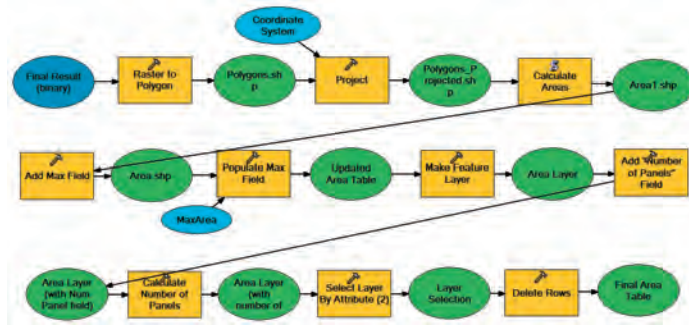 Coordinate
System
Final Result
(binary)
Raster to
Polygon
Polygons.sh
p
Project
Polygons_P
rojected.sh
p
Calculate
Areas
Area1.shp
Add Max Field
Area.shp
Populate Max
Field
Updated
Area Table
Make Feature
Layer
Area Layer
Add "Number
of Panels"
Field
MaxArea
Area Layer
(with Num
Panel field)
Calculate
Number of
Panels
Area Layer
(with
number of
Select Layer
By Attribute (2)
Layer
Selection
Delete Rows
Final Area
Table